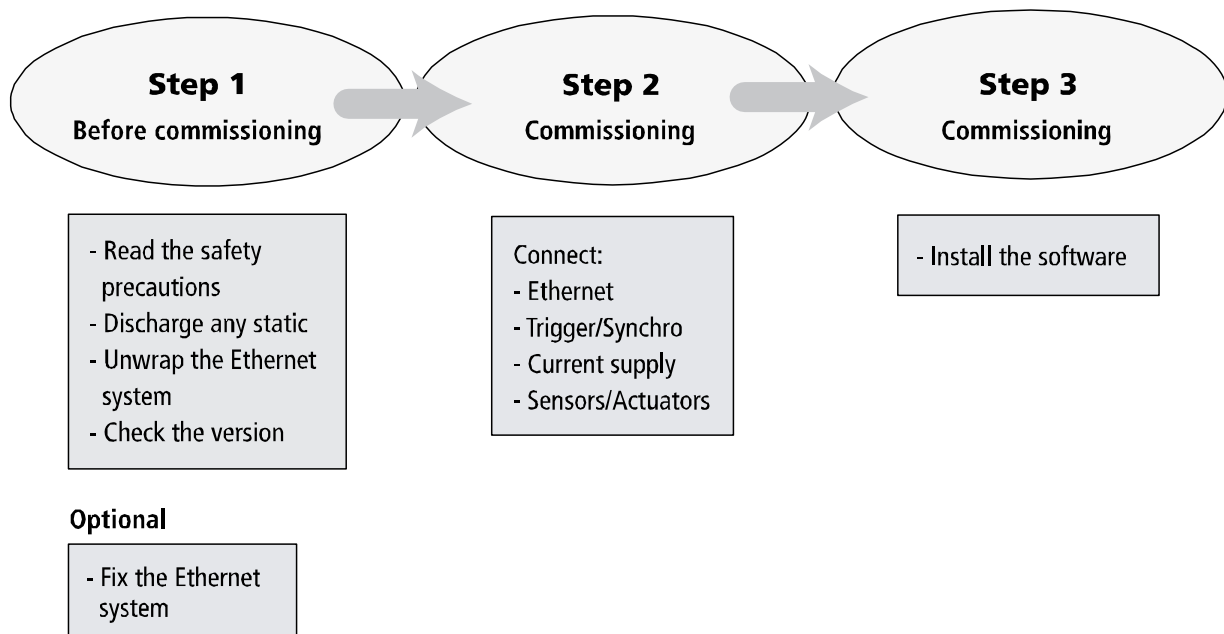 Step 1
Before commissioning
Step 2
Commissioning
Step 3
Commissioning
- Read the safety
precautions
- Discharge any static
- Unwrap the Ethernet
system
- Check the version
Optional
- Fix the Ethernet
system
Connect:
- Ethernet
- Trigger/Synchro
- Current supply
- Sensors/Actuators
- Install the software